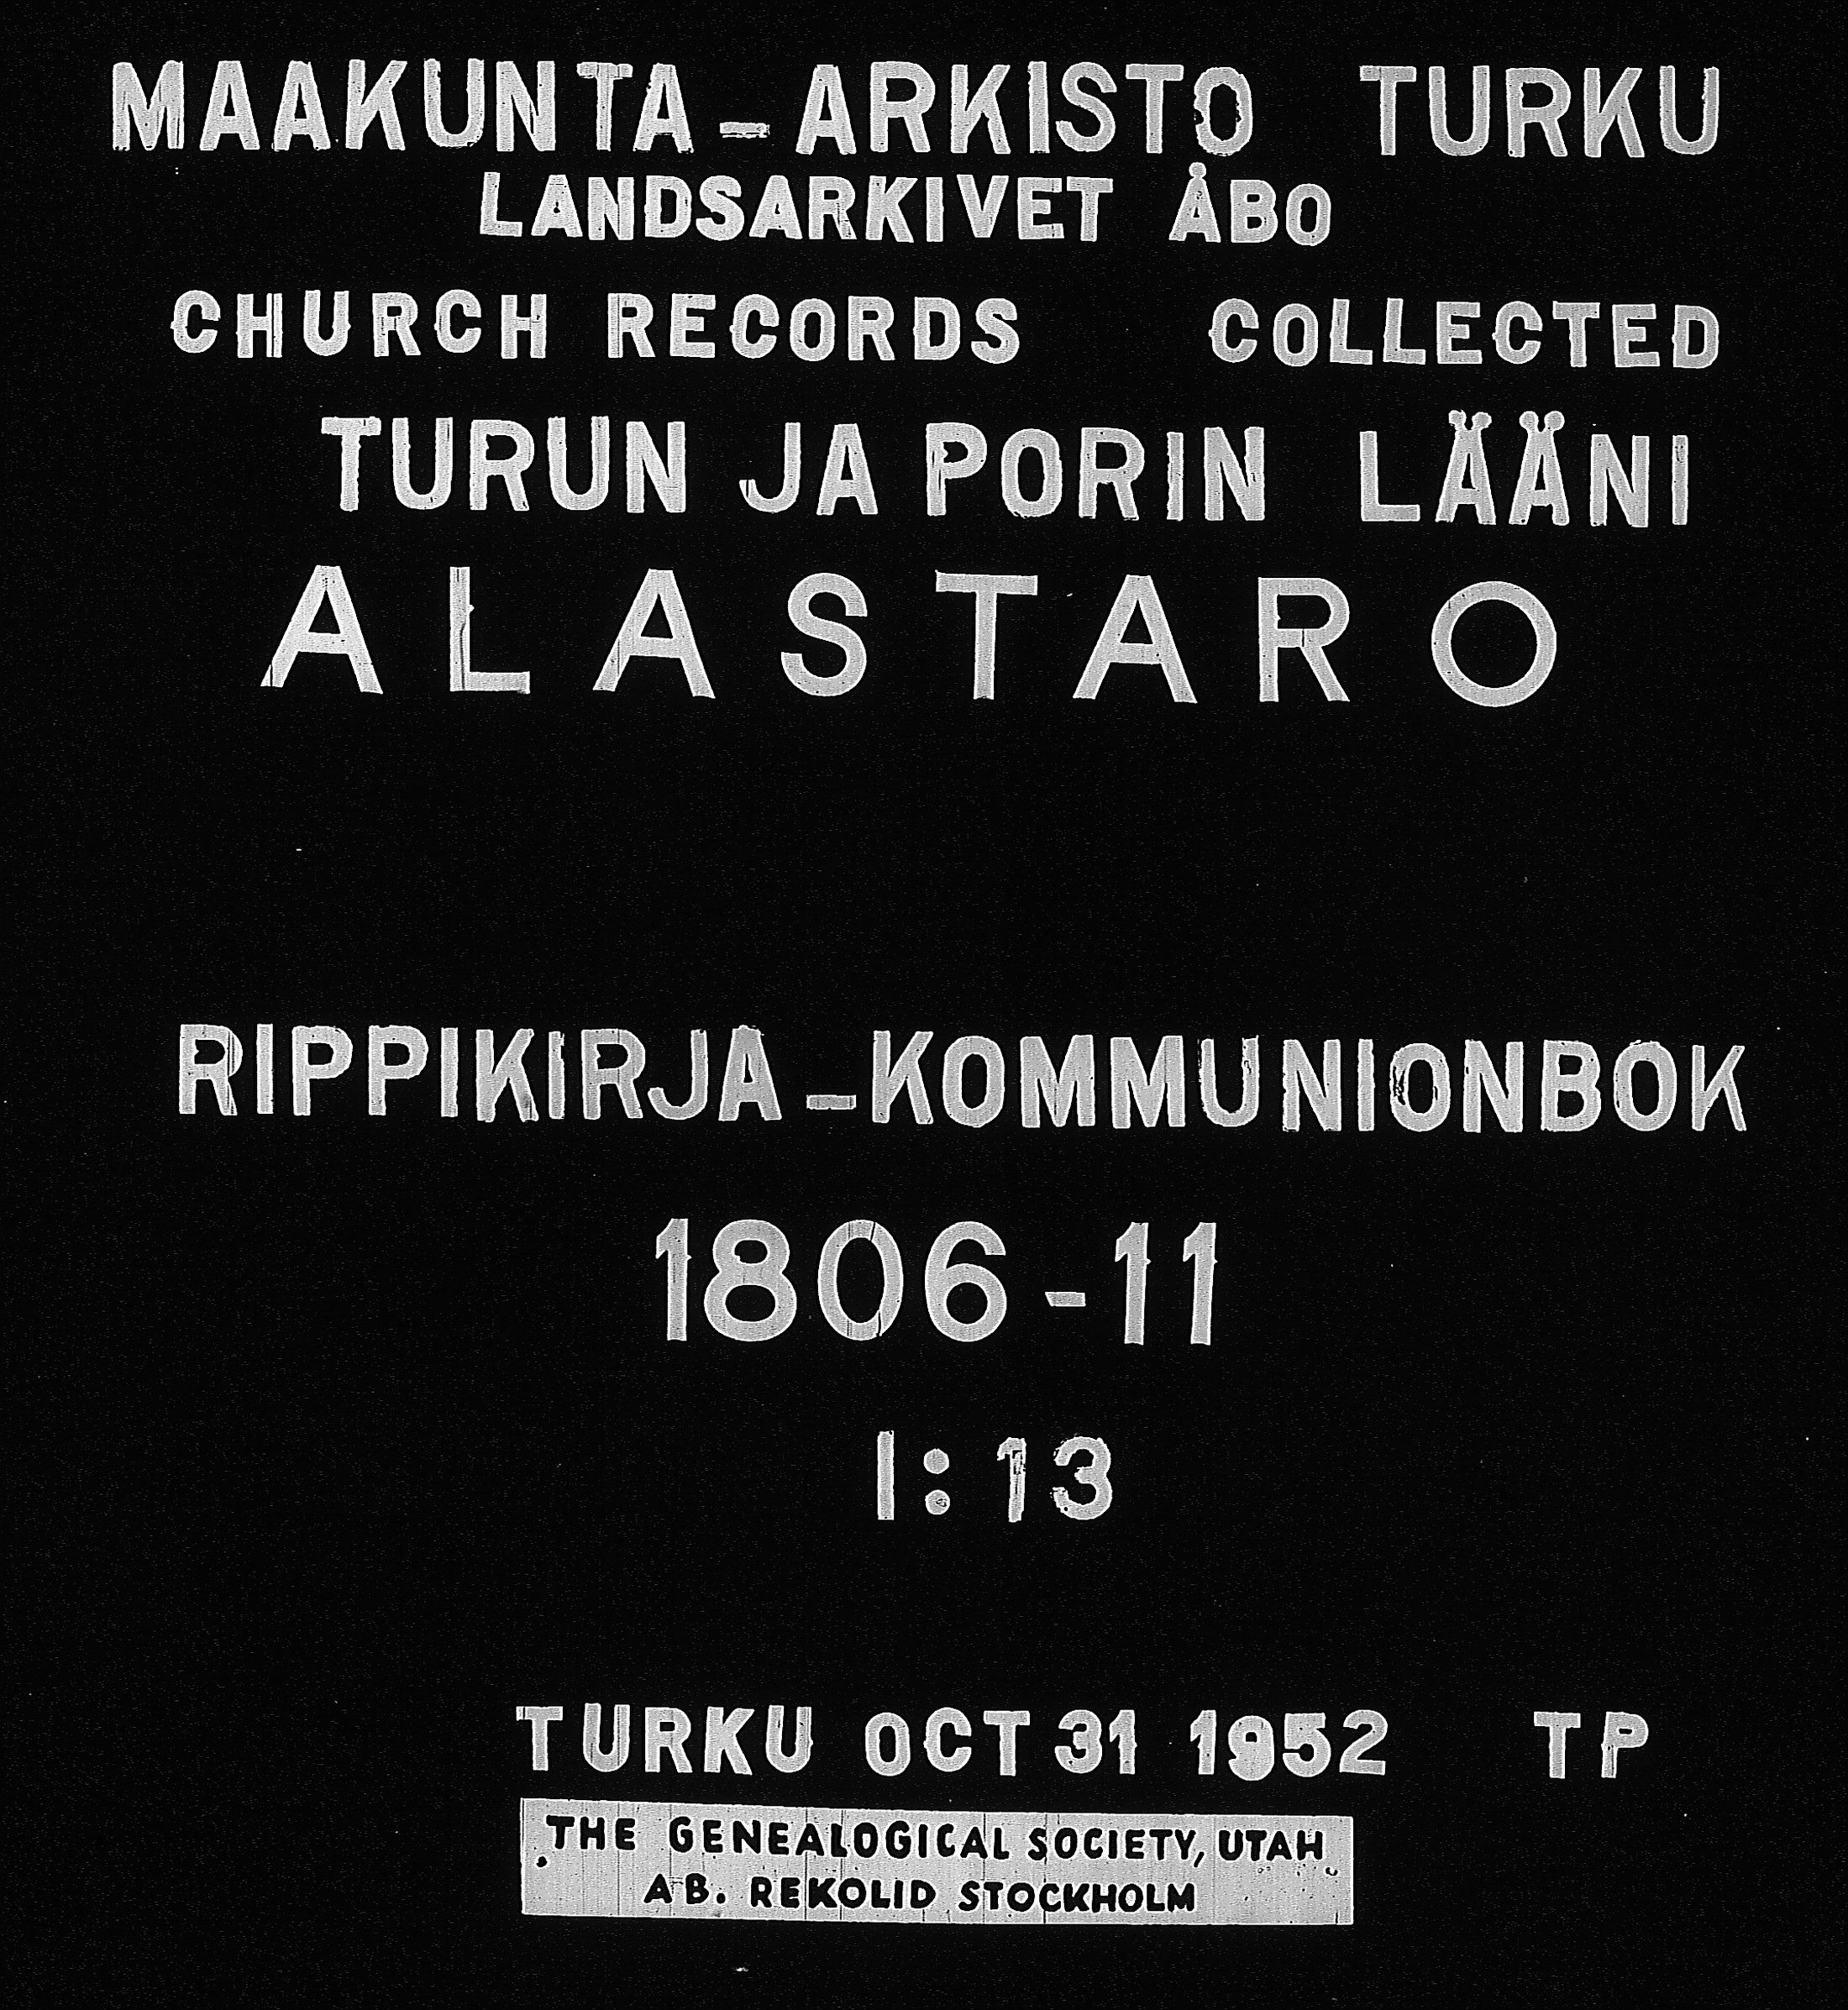 MAAKUNTA-ARKISTO TURKU
LANDSARKIVET ÅBO
CHURCH RECORDS COLLECTED
TURUN JA PORIN LÄÄNI
ALASTARO
RIPPIKIRJA-KOMMUNIONBOK
1806-11
I:13
TURKU OCT 31 1952 TP
THE GENEALOGICAL SOCIETY, UTAH
AB. REKOLID STOCKHOLM